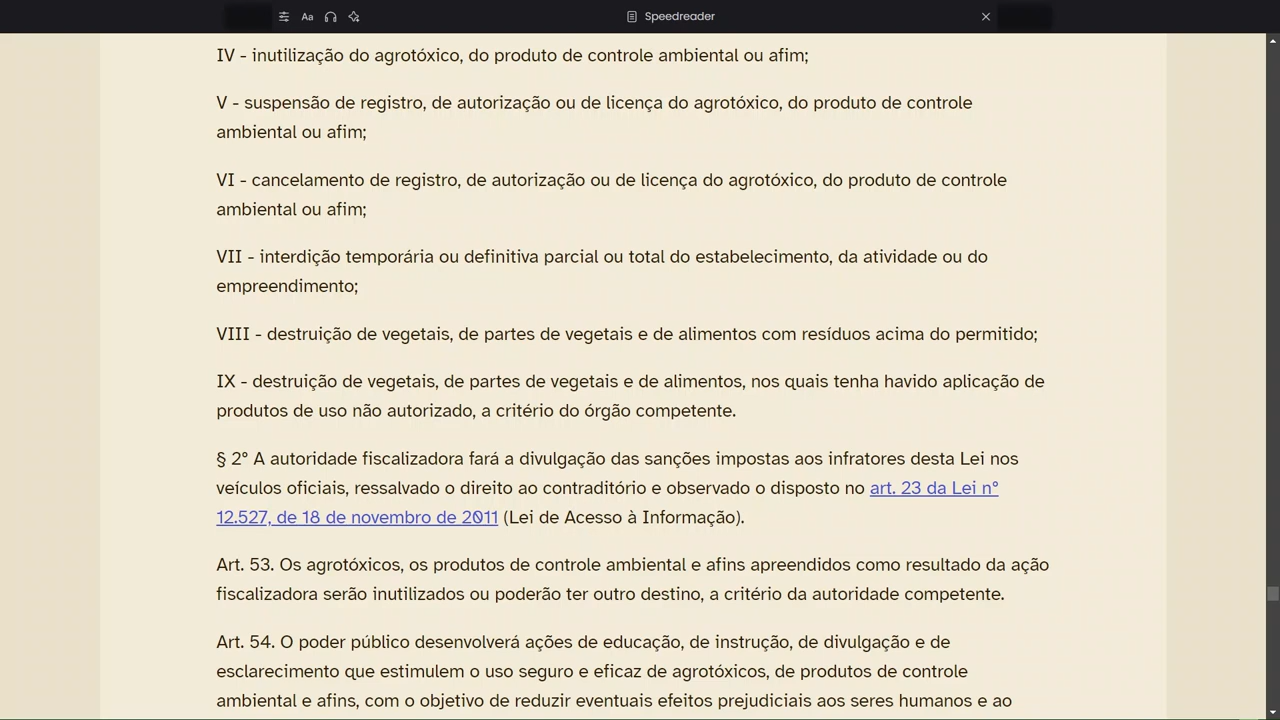 Aa
Speedreader
IV - inutilização do agrotóxico, do produto de controle ambiental ou afim;
V - suspensão de registro, de autorização ou de licença do agrotóxico, do produto de controle
ambiental ou afim;
VI - cancelamento de registro, de autorização ou de licença do agrotóxico, do produto de controle
ambiental ou afim;
VII - interdição temporária ou definitiva parcial ou total do estabelecimento, da atividade ou do
empreendimento;
VIII - destruição de vegetais, de partes de vegetais e de alimentos com resíduos acima do permitido;
IX - destruição de vegetais, de partes de vegetais e de alimentos, nos quais tenha havido aplicação de
produtos de uso não autorizado, a critério do órgão competente.
§ 2º A autoridade fiscalizadora fará a divulgação das sanções impostas aos infratores desta Lei nos
veículos oficiais, ressalvado o direito ao contraditório e observado o disposto no art. 23 da Lei nº
12.527, de 18 de novembro de 2011 (Lei de Acesso à Informação).
Art. 53. Os agrotóxicos, os produtos de controle ambiental e afins apreendidos como resultado da ação
fiscalizadora serão inutilizados ou poderão ter outro destino, a critério da autoridade competente.
Art. 54. O poder público desenvolverá ações de educação, de instrução, de divulgação e de
esclarecimento que estimulem o uso seguro e eficaz de agrotóxicos, de produtos de controle
ambiental e afins, com o objetivo de reduzir eventuais efeitos prejudiciais aos seres humanos e ao